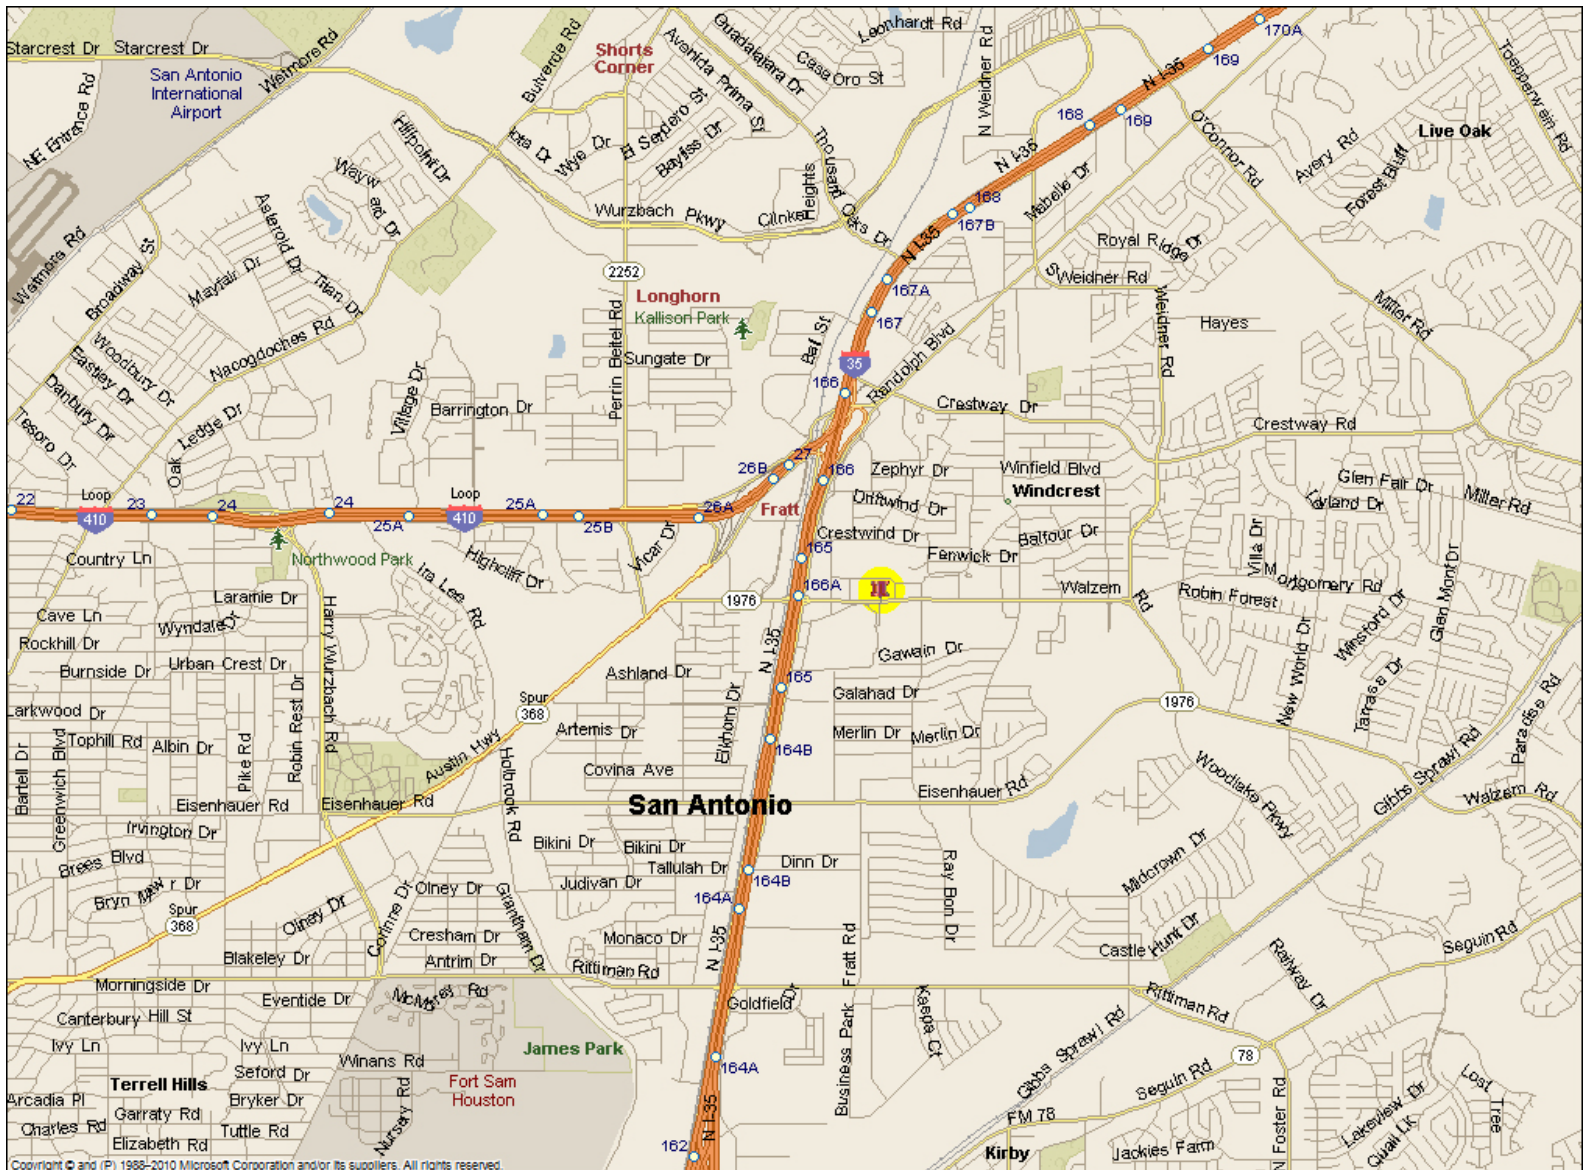 Starcrest Dr
Starcrest Dr
Wetmore Rd
San Antonio
International
Airport
NE Entrance Rd
Wetmore Rd
Broadway St
Hillpoint Dr
Asteroid Dr
Titan Dr
Mayfair Dr
Nacogdoches Rd
Woodbury Dr
Eastley Dr
Danbury Dr
Tesoro Dr
Oak
Ledge Dr
Village Dr
Barrington Dr
Bulverde Rd
Shorts
Corner
Avenida Prima St
Guadalajara Dr
Casa Oro St
Leonhardt Rd
N Weidner Rd
Wye Dr
El Sendero St
Bayliss Dr
Thousand Oaks Dr
Heights
Wurzbach Pkwy
2252
Longhorn
Kallison Park
Perrin Beitel Rd
Sungate Dr
N I-35
170A
169
168
169
N I-35
168
167B
N I-35
167A
167
35
166
Randolph Blvd
Mabelle Dr
O'Connor Rd
Avery Rd
Forest Bluff
Live Oak
Toepperwein Rd
Royal Ridge Dr
Weidner Rd
Weidner Rd
Hayes
Miller Rd
Crestway Dr
Crestway Rd
Glen Fair Dr
Miller Rd
Winfield Blvd
Windcrest
Zephyr Dr
Driftwind Dr
Crestwind Dr
Fenwick Dr
Balfour Dr
Villa Dr
Montgomery Rd
Glen Mont Dr
Robin Forest
Winsford Dr
New World Dr
Tarrasa Dr
Walzem
Rd
22
Loop
410
23
24
24
25A
Loop
410
25A
25B
26A
26B
27
166
Fratt
165
166A
1976
Vicar Dr
Highcliff Dr
Northwood Park
Country Ln
Ira Lee Rd
Laramie Dr
Cave Ln
Wyndale Dr
Rockhill Dr
Burnside Dr
Urban Crest Dr
Harry Wurzbach Rd
Robin Rest Dr
Larkwood Dr
Tophill Rd
Albin Dr
Pike Rd
Bartell Dr
Greenwich Blvd
Spur
368
Austin Hwy
Holbrook Rd
Ashland Dr
Elkhorn Dr
Artemis Dr
Covina Ave
N I-35
165
164B
Gawain Dr
Galahad Dr
Merlin Dr
Merlin Dr
1976
Gibbs Sprawl Rd
Paradise Rd
Walzem Rd
Woodlake Pkwy
Eisenhauer Rd
Eisenhauer Rd
Eisenhauer Rd
San Antonio
Irvington Dr
Brees Blvd
Spur
368
Bikini Dr
Bikini Dr
Tallulah Dr
Judivan Dr
Dinn Dr
164B
164A
Ray Bon Dr
Midcrown Dr
Olney Dr
Olney Dr
Corinne Dr
Grantham Dr
Cresham Dr
Antrim Dr
Blakeley Dr
Monaco Dr
Rittiman Rd
N I-35
Business Park
Fratt Rd
Castle Hunt Dr
Seguin Rd
Railway Dr
Rittiman Rd
Morningside Dr
Eventide Dr
Canterbury Hill St
Ivy Ln
Ivy Ln
Goldfield
Dr
Kaspa Ct
Gibbs Sprawl Rd
78
Seguin Rd
FM 78
James Park
164A
Winans Rd
Terrell Hills
Seford Dr
Bryker Dr
Fort Sam
Houston
Nursery Rd
Arcadia Pl
Garraty Rd
Charles Rd
Elizabeth Rd
Tuttle Rd
162
N I-35
Kirby
Jackies Farm
N Foster Rd
Lakeview Dr
Quail Lk
Lost
Tree
Copyright © and (P) 1988–2010 Microsoft Corporation and/or its suppliers. All rights reserved.